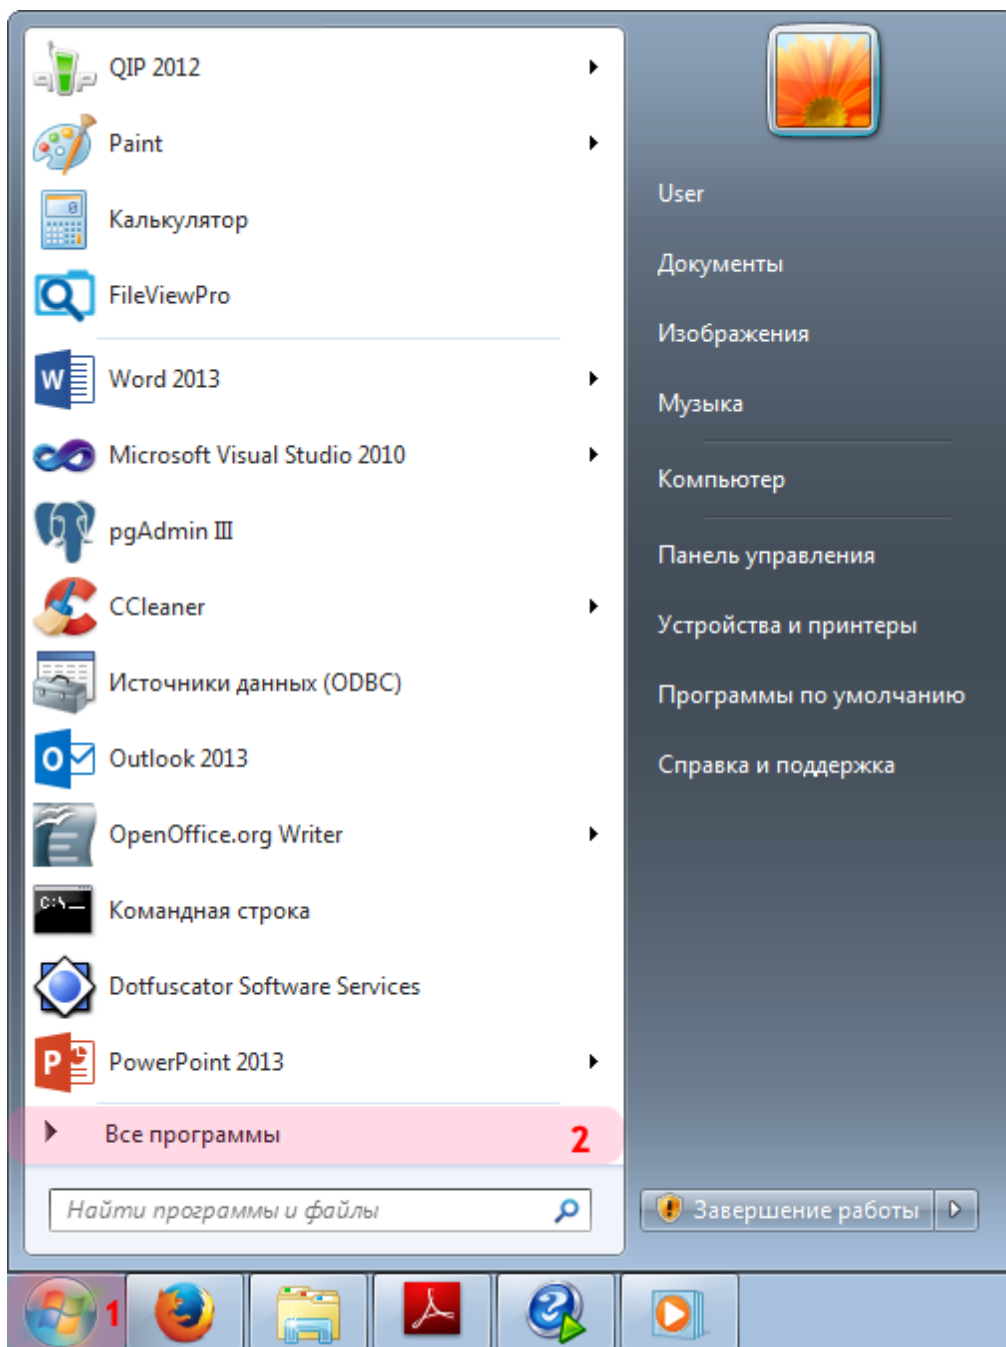 QIP 2012
Paint
Калькулятор
FileViewPro
Word 2013
Microsoft Visual Studio 2010
pgAdmin III
CCleaner
Источники данных (ODBC)
Outlook 2013
OpenOffice.org Writer
Командная строка
Dotfuscator Software Services
PowerPoint 2013
Все программы 2
Найти программы и файлы
User
Документы
Изображения
Музыка
Компьютер
Панель управления
Устройства и принтеры
Программы по умолчанию
Справка и поддержка
Завершение работы
1